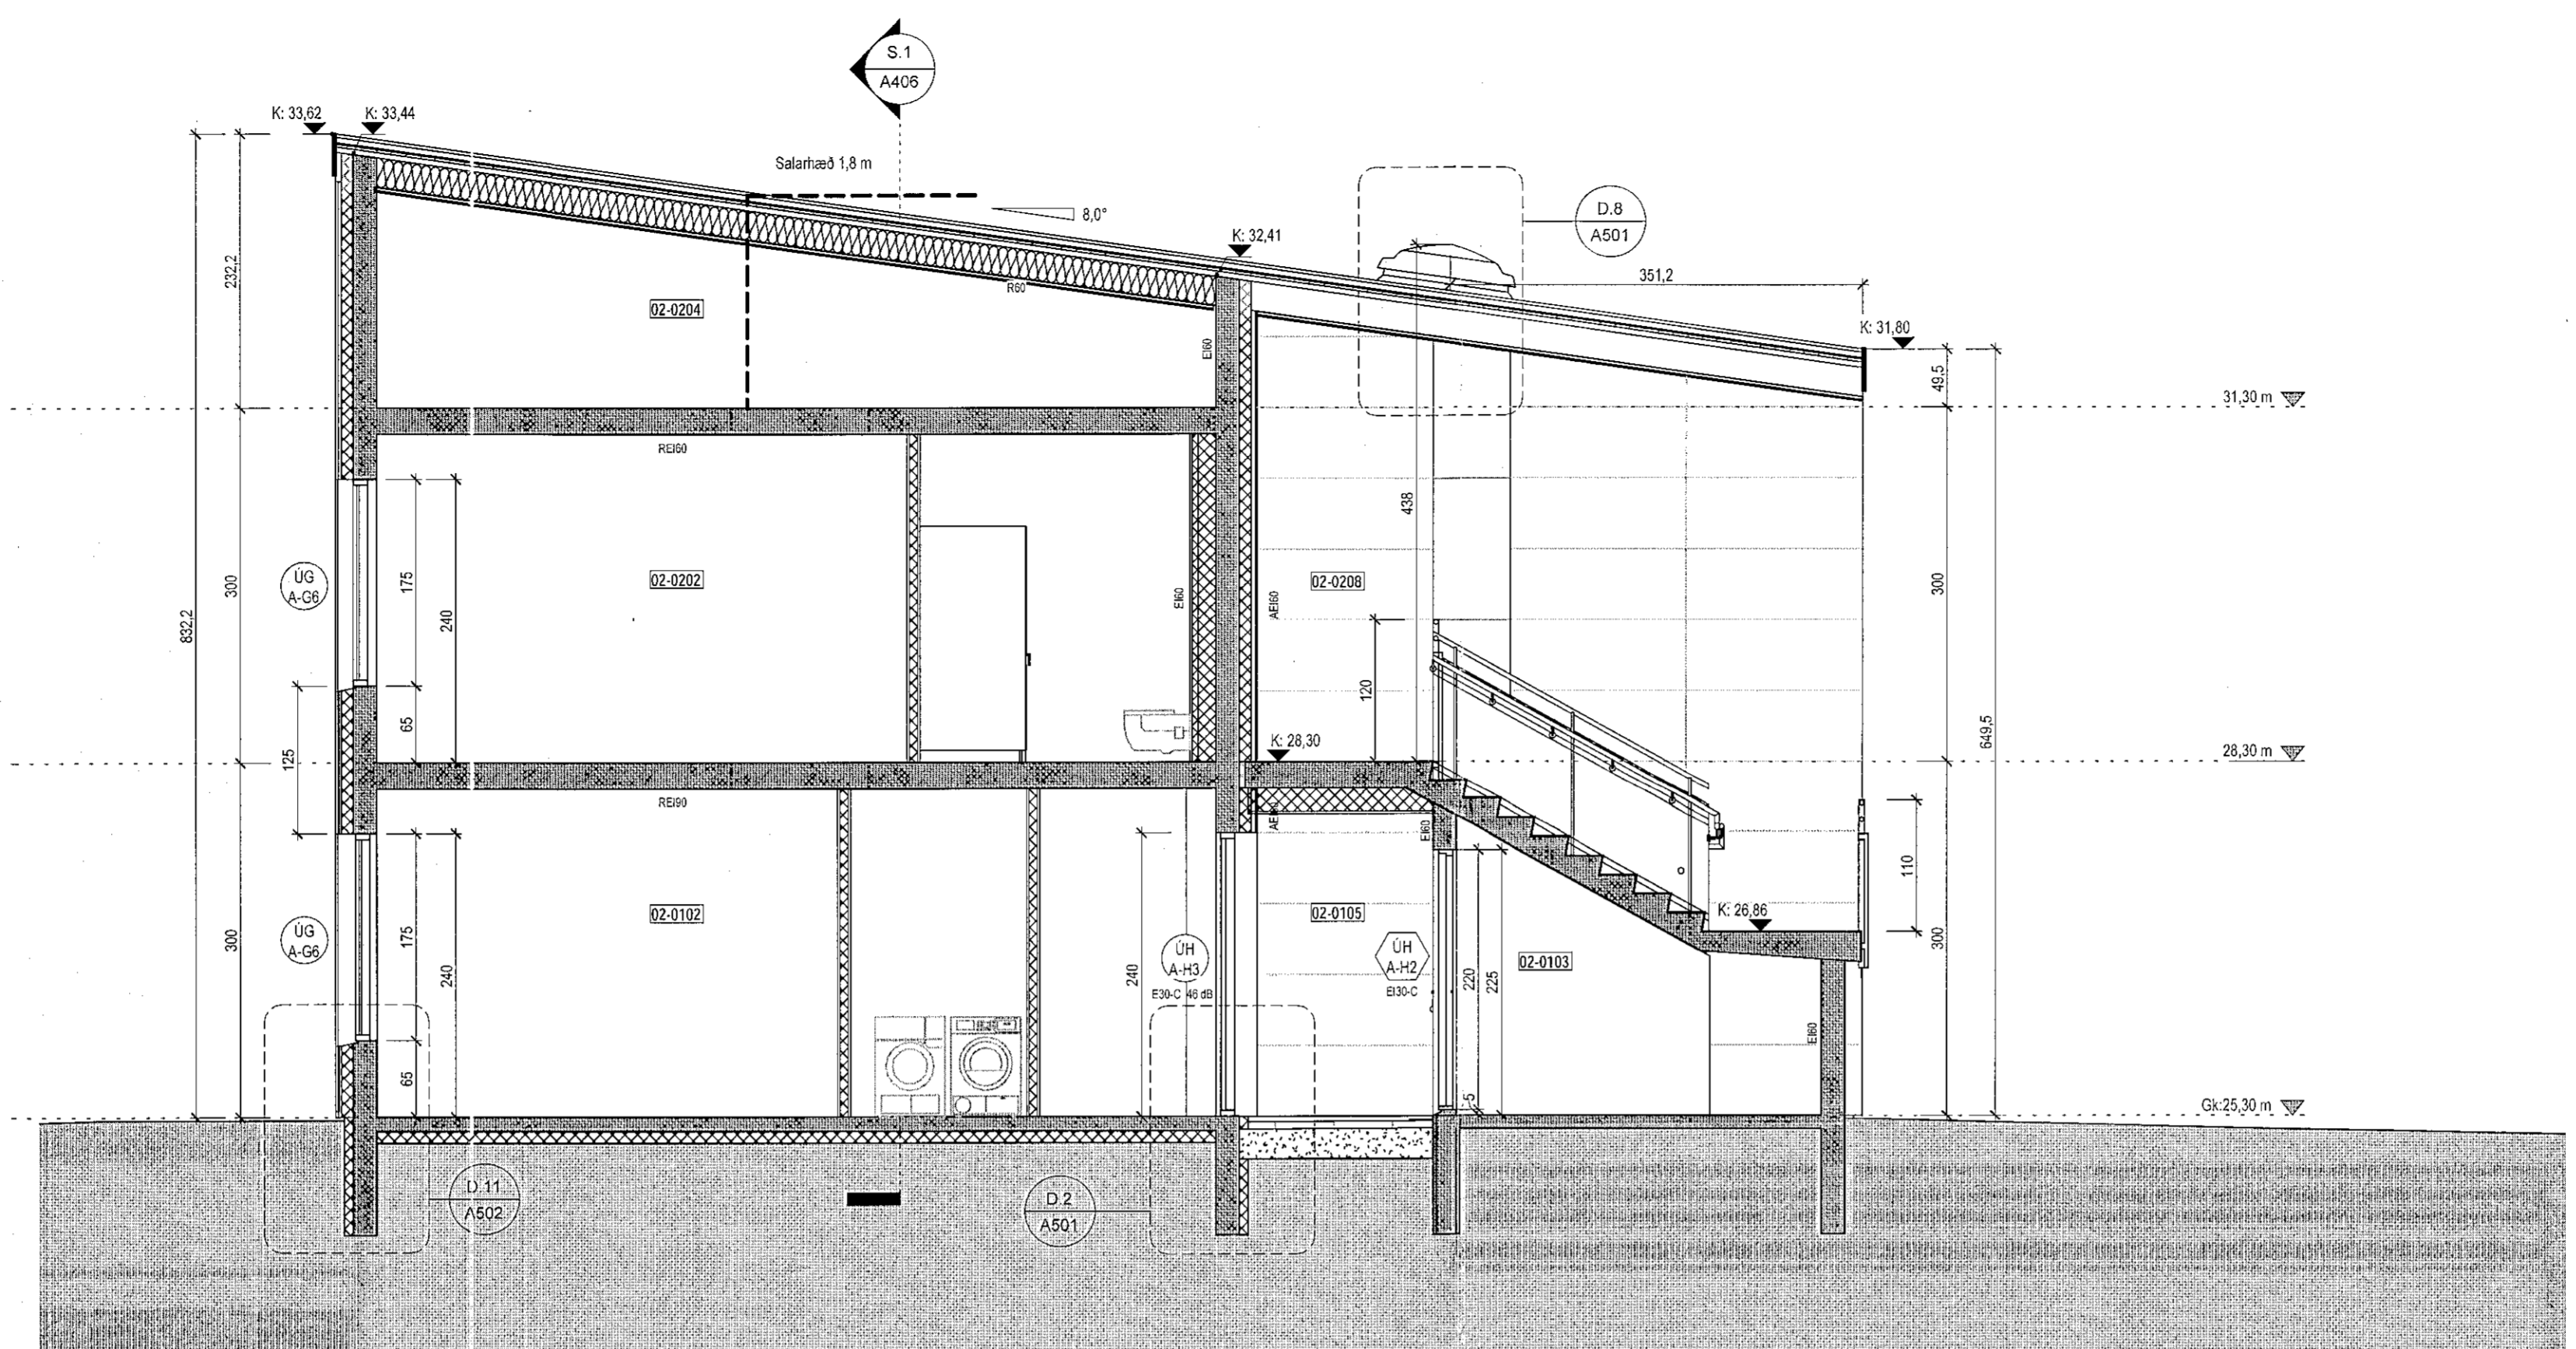 S.1
A406
K: 33,62
K: 33,44
Salarhæð 1,8 m
8,0°
D.8
A501
K: 32,41
351,2
232,2
R60
02-0204
EI60
K: 31,80
49,5
31,30 m
REI60
438
175
240
ÚG
A-G6
300
02-0202
EI60
02-0208
AEI60
300
832,2
120
65
125
K: 28,30
649,5
28,30 m
REI90
AEI60
EI60
110
02-0102
02-0105
K: 26,86
ÚG
A-G6
300
175
240
240
ÚH
A-H3
E30-C 46 dB
ÚH
A-H2
EI30-C
220
225
02-0103
300
EI60
65
5
Gk:25,30 m
D.11
A502
D.2
A501